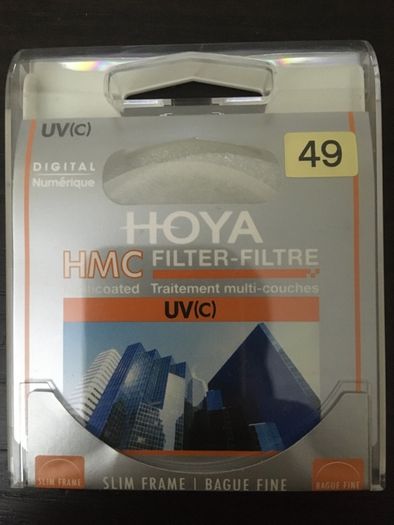 UV(C)
49
DIGITAL
Numérique
HOYA
HMC FILTER-FILTRE
Traitement multi-couches
UV(C)
SLIM FRAME
SLIM FRAME | BAGUE FINE
BAGUE FINE